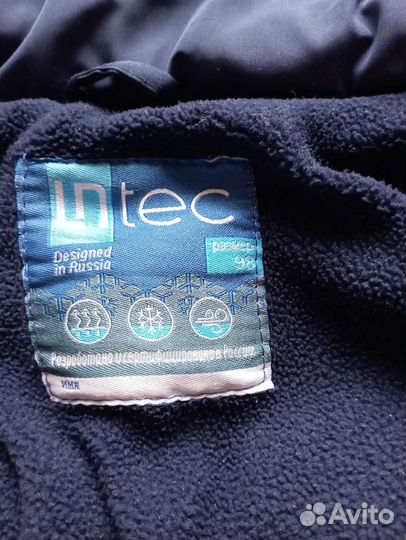 intec
Designed
in Russia
размер
98
Разработано и сертифицировано в России
ИМЯ
Avito